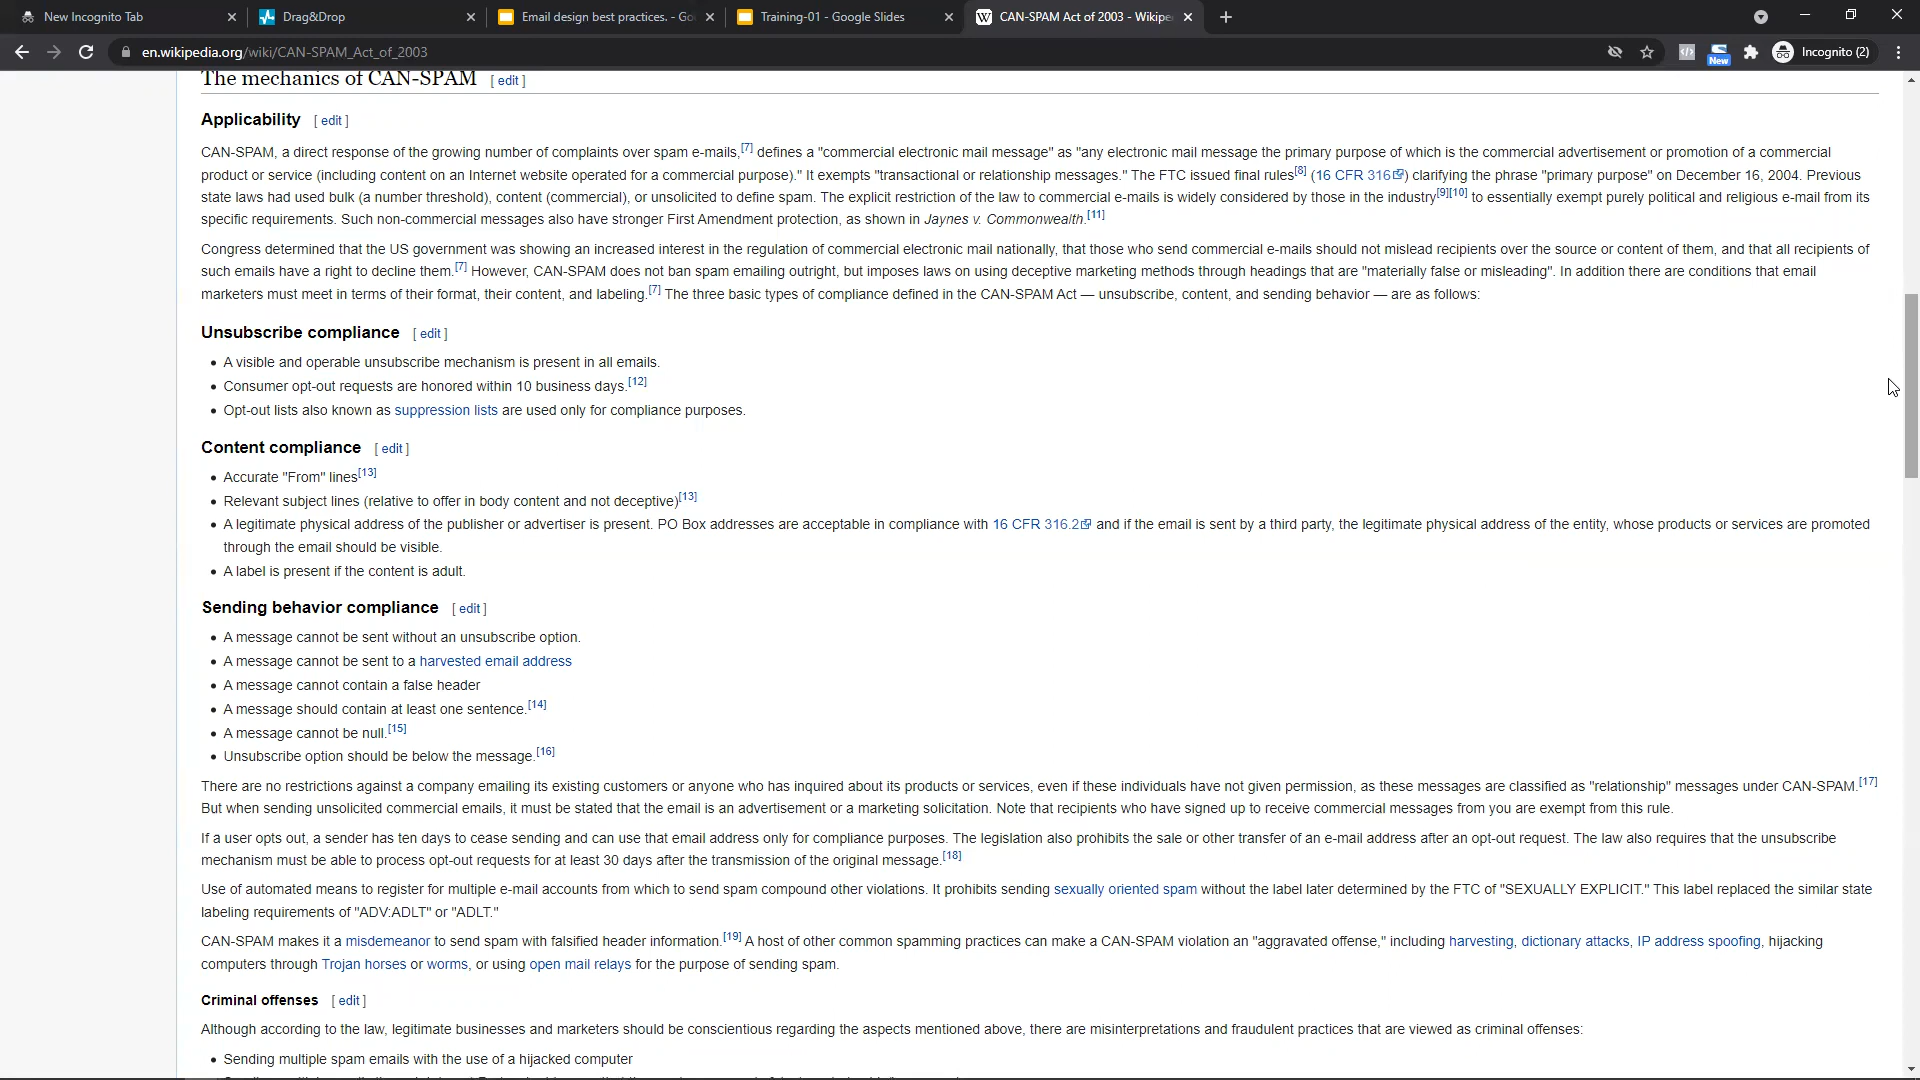 New Incognito Tab
Drag&Drop
Email design best practices. - Go
Training-01 - Google Slides
CAN-SPAM Act of 2003 - Wikipe
en.wikipedia.org/wiki/CAN-SPAM_Act_of_2003
New
Incognito (2)
The mechanics of CAN-SPAM [ edit ]
Applicability [ edit ]
CAN-SPAM, a direct response of the growing number of complaints over spam e-mails,[7] defines a "commercial electronic mail message" as "any electronic mail message the primary purpose of which is the commercial advertisement or promotion of a commercial
product or service (including content on an Internet website operated for a commercial purpose)." It exempts "transactional or relationship messages." The FTC issued final rules[8] (16 CFR 316) clarifying the phrase "primary purpose" on December 16, 2004. Previous
state laws had used bulk (a number threshold), content (commercial), or unsolicited to define spam. The explicit restriction of the law to commercial e-mails is widely considered by those in the industry[9][10] to essentially exempt purely political and religious e-mail from its
specific requirements. Such non-commercial messages also have stronger First Amendment protection, as shown in Jaynes v. Commonwealth.[11]
Congress determined that the US government was showing an increased interest in the regulation of commercial electronic mail nationally, that those who send commercial e-mails should not mislead recipients over the source or content of them, and that all recipients of
such emails have a right to decline them.[7] However, CAN-SPAM does not ban spam emailing outright, but imposes laws on using deceptive marketing methods through headings that are "materially false or misleading". In addition there are conditions that email
marketers must meet in terms of their format, their content, and labeling.[7] The three basic types of compliance defined in the CAN-SPAM Act — unsubscribe, content, and sending behavior — are as follows:
Unsubscribe compliance [ edit ]
• A visible and operable unsubscribe mechanism is present in all emails.
• Consumer opt-out requests are honored within 10 business days.[12]
• Opt-out lists also known as suppression lists are used only for compliance purposes.
Content compliance [ edit ]
• Accurate "From" lines[13]
• Relevant subject lines (relative to offer in body content and not deceptive)[13]
• A legitimate physical address of the publisher or advertiser is present. PO Box addresses are acceptable in compliance with 16 CFR 316.2 and if the email is sent by a third party, the legitimate physical address of the entity, whose products or services are promoted
through the email should be visible.
• A label is present if the content is adult.
Sending behavior compliance [ edit ]
• A message cannot be sent without an unsubscribe option.
• A message cannot be sent to a harvested email address
• A message cannot contain a false header
• A message should contain at least one sentence.[14]
• A message cannot be null.[15]
• Unsubscribe option should be below the message.[16]
There are no restrictions against a company emailing its existing customers or anyone who has inquired about its products or services, even if these individuals have not given permission, as these messages are classified as "relationship" messages under CAN-SPAM.[17]
But when sending unsolicited commercial emails, it must be stated that the email is an advertisement or a marketing solicitation. Note that recipients who have signed up to receive commercial messages from you are exempt from this rule.
If a user opts out, a sender has ten days to cease sending and can use that email address only for compliance purposes. The legislation also prohibits the sale or other transfer of an e-mail address after an opt-out request. The law also requires that the unsubscribe
mechanism must be able to process opt-out requests for at least 30 days after the transmission of the original message.[18]
Use of automated means to register for multiple e-mail accounts from which to send spam compound other violations. It prohibits sending sexually oriented spam without the label later determined by the FTC of "SEXUALLY EXPLICIT." This label replaced the similar state
labeling requirements of "ADV:ADLT" or "ADLT."
CAN-SPAM makes it a misdemeanor to send spam with falsified header information.[19] A host of other common spamming practices can make a CAN-SPAM violation an "aggravated offense," including harvesting, dictionary attacks, IP address spoofing, hijacking
computers through Trojan horses or worms, or using open mail relays for the purpose of sending spam.
Criminal offenses [ edit ]
Although according to the law, legitimate businesses and marketers should be conscientious regarding the aspects mentioned above, there are misinterpretations and fraudulent practices that are viewed as criminal offenses:
• Sending multiple spam emails with the use of a hijacked computer